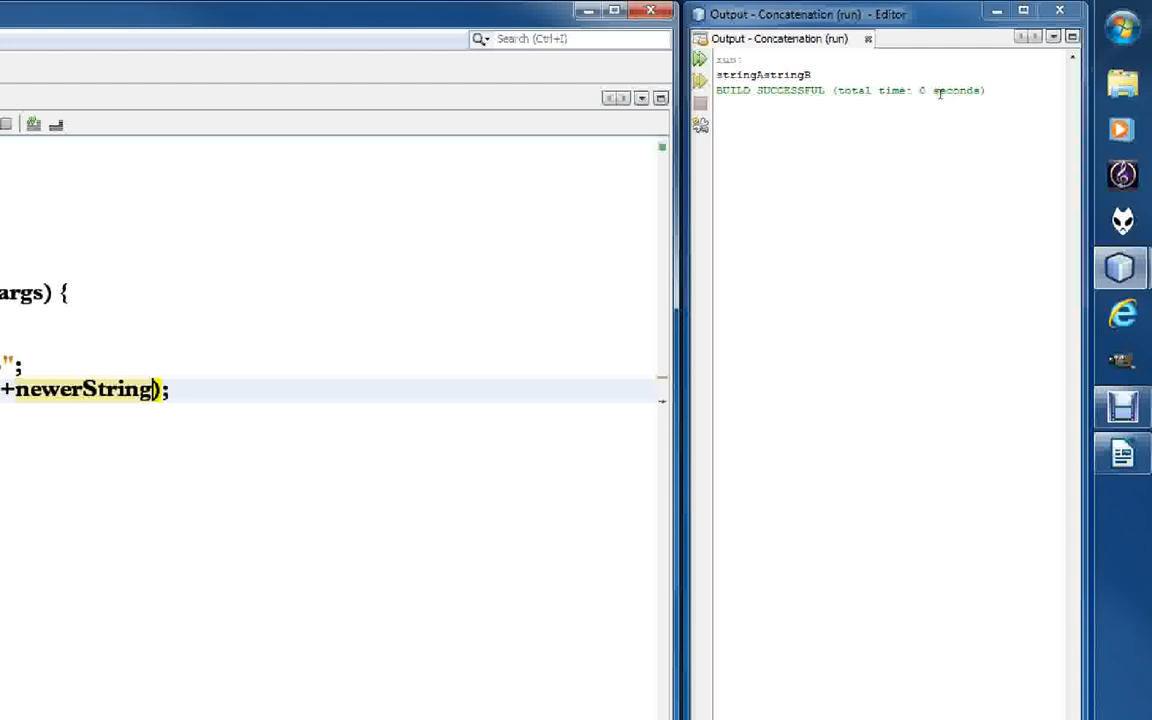 Search (Ctrl+I)
args) {
";
+newerString);
Output - Concatenation (run) - Editor
Output - Concatenation (run)
run:
stringAstringB
BUILD SUCCESSFUL (total time: 0 seconds)